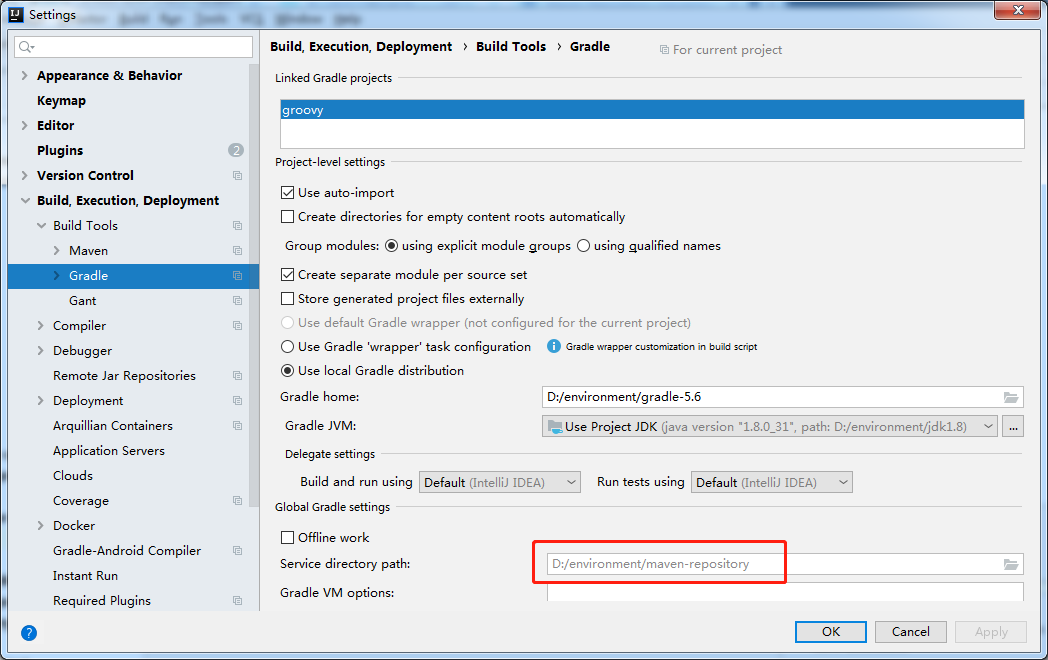 Settings
Build, Execution, Deployment › Build Tools › Gradle
For current project
Appearance & Behavior
Keymap
Editor
Plugins 2
Version Control
Build, Execution, Deployment
Build Tools
Maven
Gradle
Gant
Compiler
Debugger
Remote Jar Repositories
Deployment
Arquillian Containers
Application Servers
Clouds
Coverage
Docker
Gradle-Android Compiler
Instant Run
Required Plugins
Linked Gradle projects
groovy
Project-level settings
Use auto-import
Create directories for empty content roots automatically
Group modules: using explicit module groups using qualified names
Create separate module per source set
Store generated project files externally
Use default Gradle wrapper (not configured for the current project)
Use Gradle 'wrapper' task configuration Gradle wrapper customization in build script
Use local Gradle distribution
Gradle home: D:/environment/gradle-5.6
Gradle JVM: Use Project JDK (java version "1.8.0_31", path: D:/environment/jdk1.8) ...
Delegate settings
Build and run using Default (IntelliJ IDEA) Run tests using Default (IntelliJ IDEA)
Global Gradle settings
Offline work
Service directory path: D:/environment/maven-repository
Gradle VM options:
? OK Cancel Apply